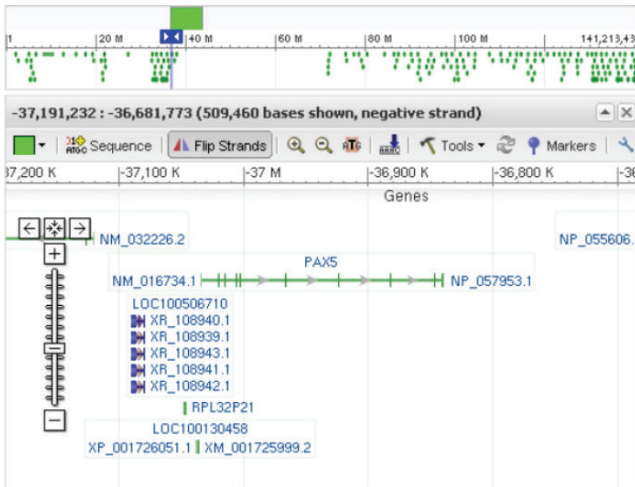 1 20 M 40 M 60 M 80 M 100 M 141,213,43
-37,191,232 : -36,681,773 (509,460 bases shown, negative strand)
Sequence Flip Strands ATG Tools Markers
37,200 K -37,100 K -37 M -36,900 K -36,800 K -36
Genes
NM_032226.2 NP_055606.
PAX5
NM_016734.1 NP_057953.1
LOC100506710
XR_108940.1
XR_108939.1
XR_108943.1
XR_108941.1
XR_108942.1
RPL32P21
LOC100130458
XP_001726051.1 XM_001725999.2